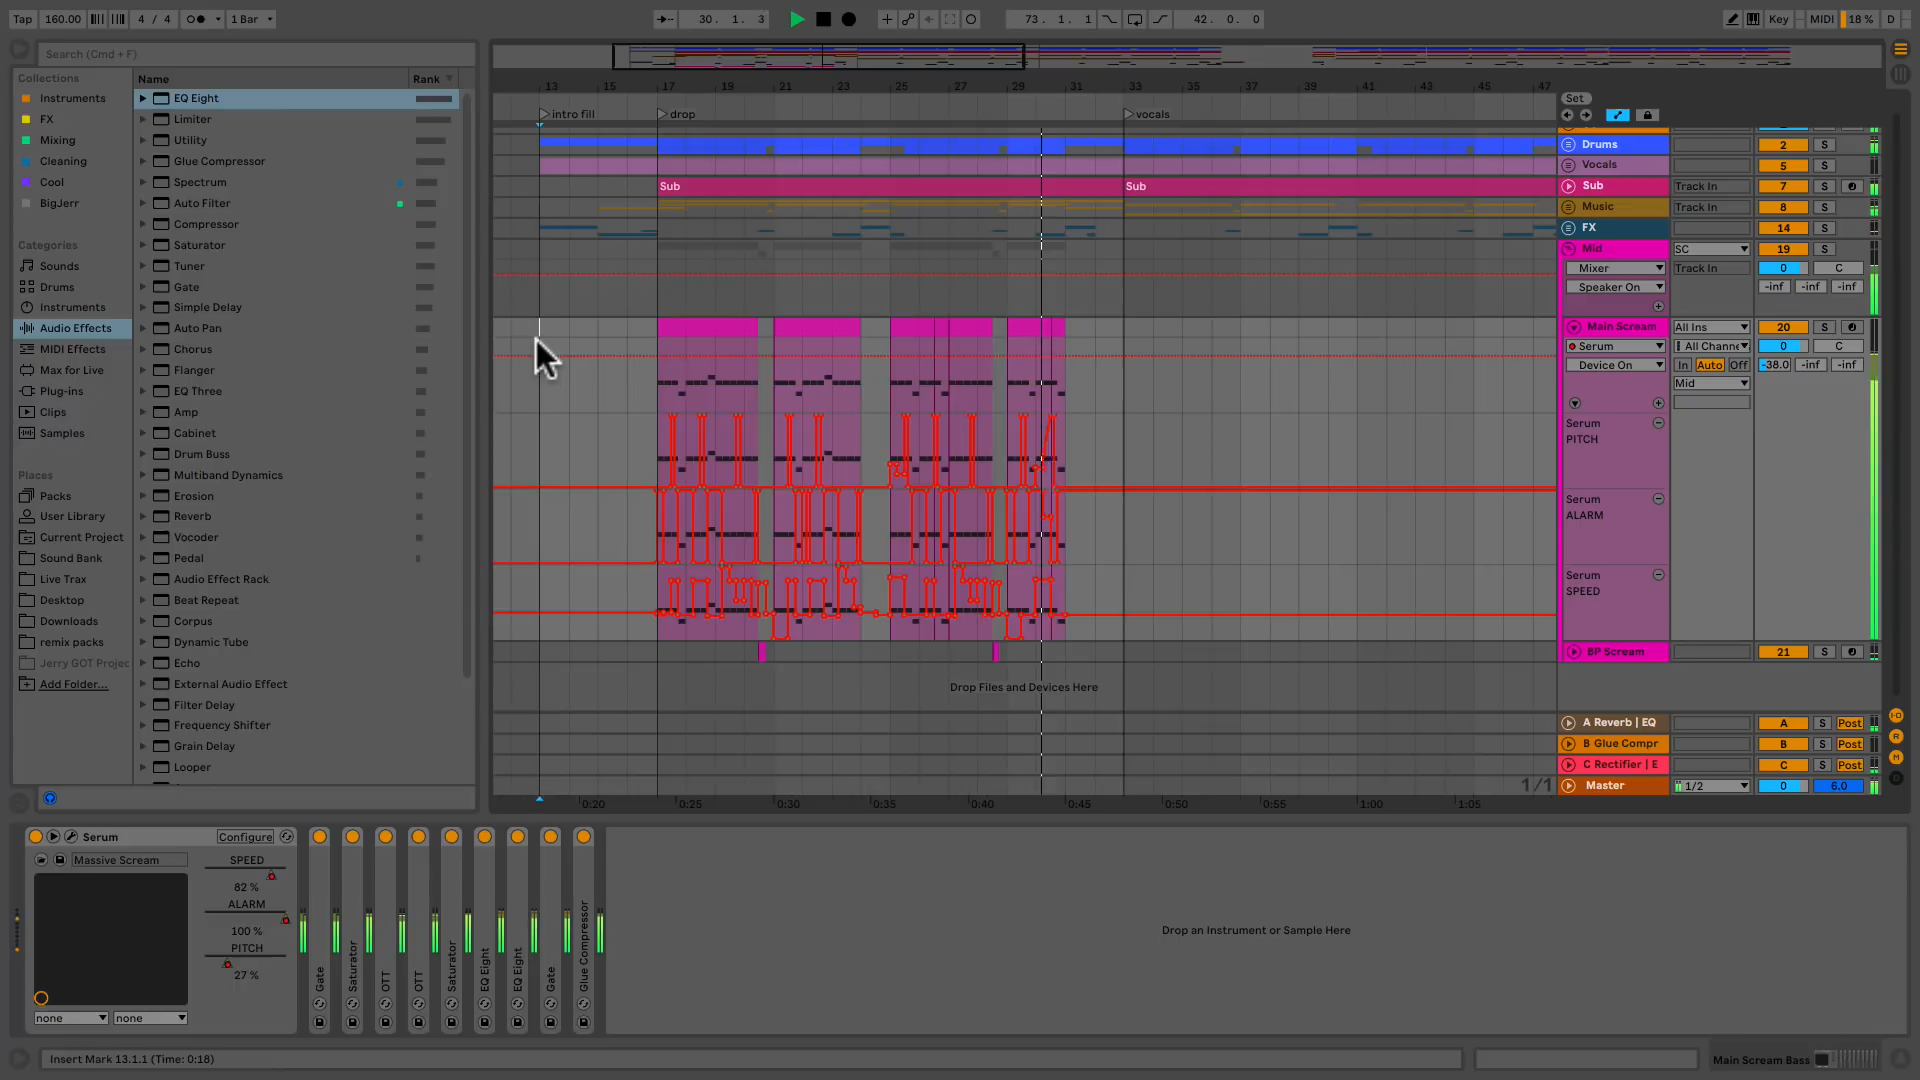 Tap 160.00 4 / 4 1 Bar 30. 1. 3 73. 1. 1 42. 0. 0 Key MIDI 18 % D
Search (Cmd + F)
Collections
Instruments
FX
Mixing
Cleaning
Cool
BigJerr
Categories
Sounds
Drums
Instruments
Audio Effects
MIDI Effects
Max for Live
Plug-ins
Clips
Samples
Places
Packs
User Library
Current Project
Sound Bank
Live Trax
Desktop
Downloads
remix packs
Jerry GOT Projec
Add Folder...
Name Rank
EQ Eight
Limiter
Utility
Glue Compressor
Spectrum
Auto Filter
Compressor
Saturator
Tuner
Gate
Simple Delay
Auto Pan
Chorus
Flanger
EQ Three
Amp
Cabinet
Drum Buss
Multiband Dynamics
Erosion
Reverb
Vocoder
Pedal
Audio Effect Rack
Beat Repeat
Corpus
Dynamic Tube
Echo
External Audio Effect
Filter Delay
Frequency Shifter
Grain Delay
Looper
13 15 17 19 21 23 25 27 29 31 33 35 37 39 41 43 45 47
intro fill drop vocals
Sub Sub
Drop Files and Devices Here
1/1
0:20 0:25 0:30 0:35 0:40 0:45 0:50 0:55 1:00 1:05
Set
Drums 2 S
Vocals 5 S
Sub Track In 7 S
Music Track In 8 S
FX 14 S
Mid SC 19 S
Mixer Track In 0 C
Speaker On -inf -inf -inf
Main Scream All Ins 20 S
Serum All Channe 0 C
Device On In Auto Off -38.0 -inf -inf
Mid
Serum
PITCH
Serum
ALARM
Serum
SPEED
BP Scream 21 S
A Reverb | EQ A S Post
B Glue Compr B S Post
C Rectifier | E C S Post
Master 1/2 0 6.0
Serum Configure
Massive Scream
SPEED
82 %
ALARM
100 %
PITCH
27 %
none none
Gate
Saturator
OTT
OTT
Saturator
EQ Eight
EQ Eight
Gate
Glue Compressor
Drop an Instrument or Sample Here
Insert Mark 13.1.1 (Time: 0:18)
Main Scream Bass